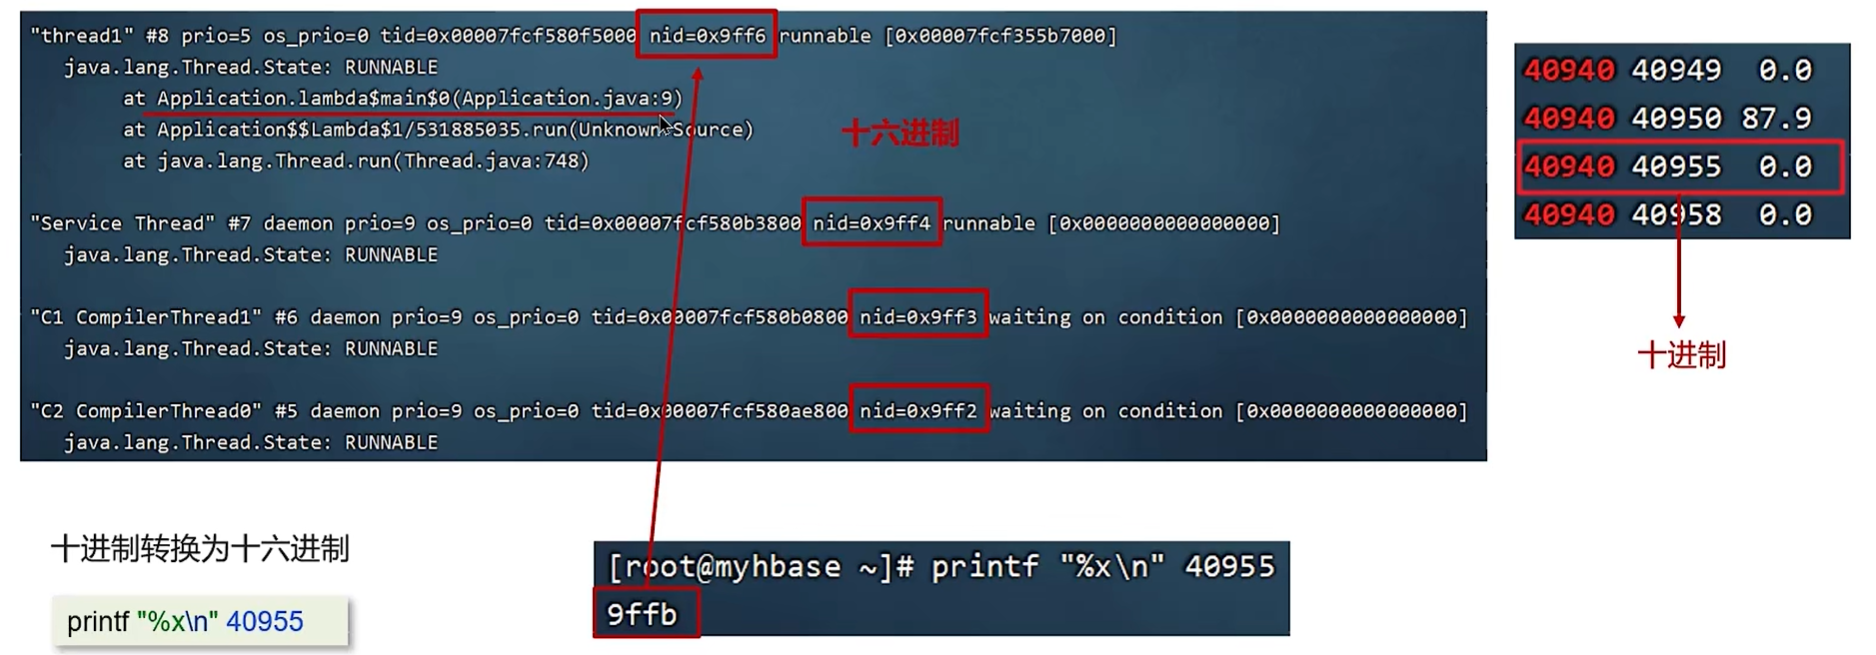 "thread1" #8 prio=5 os_prio=0 tid=0x00007fcf580f5000 nid=0x9ff6 runnable [0x00007fcf355b7000]
java.lang.Thread.State: RUNNABLE
at Application.lambda$main$0(Application.java:9)
at Application$$Lambda$1/531885035.run(Unknown Source)
at java.lang.Thread.run(Thread.java:748)
十六进制
"Service Thread" #7 daemon prio=9 os_prio=0 tid=0x00007fcf580b3800 nid=0x9ff4 runnable [0x0000000000000000]
java.lang.Thread.State: RUNNABLE
"C1 CompilerThread1" #6 daemon prio=9 os_prio=0 tid=0x00007fcf580b0800 nid=0x9ff3 waiting on condition [0x0000000000000000]
java.lang.Thread.State: RUNNABLE
"C2 CompilerThread0" #5 daemon prio=9 os_prio=0 tid=0x00007fcf580ae800 nid=0x9ff2 waiting on condition [0x0000000000000000]
java.lang.Thread.State: RUNNABLE
40940 40949 0.0
40940 40950 87.9
40940 40955 0.0
40940 40958 0.0
十进制
十进制转换为十六进制
printf "%x\n" 40955
[root@myhbase ~]# printf "%x\n" 40955
9ffb